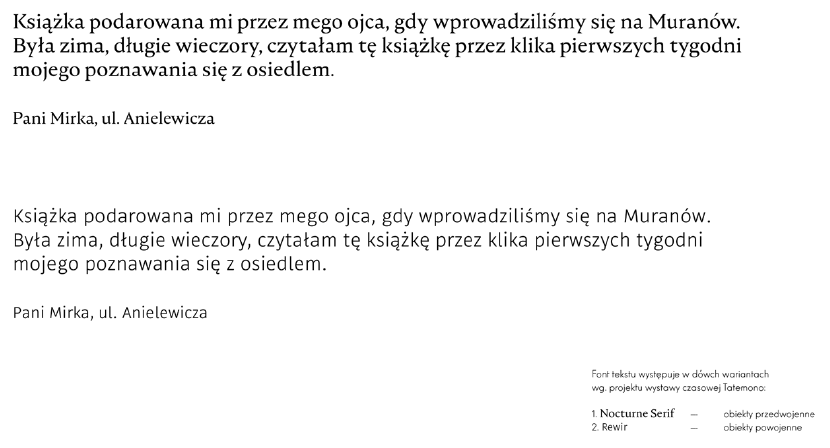 Książka podarowana mi przez mego ojca, gdy wprowadziliśmy się na Muranów.
Była zima, długie wieczory, czytałam tę książkę przez klika pierwszych tygodni
mojego poznawania się z osiedlem.
Pani Mirka, ul. Anielewicza
Książka podarowana mi przez mego ojca, gdy wprowadziliśmy się na Muranów.
Była zima, długie wieczory, czytałam tę książkę przez klika pierwszych tygodni
mojego poznawania się z osiedlem.
Pani Mirka, ul. Anielewicza
Font tekstu występuje w dówch wariantach
wg. projektu wystawy czasowej Tatemono:
1. Nocturne Serif – obiekty przedwojenne
2. Rewir – obiekty powojenne